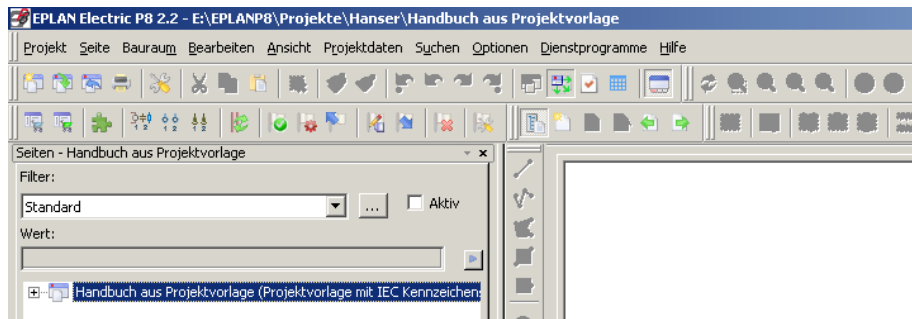 EPLAN Electric P8 2.2 - E:\EPLANP8\Projekte\Hanser\Handbuch aus Projektvorlage
Projekt Seite Bauraum Bearbeiten Ansicht Projektdaten Suchen Optionen Dienstprogramme Hilfe
Seiten - Handbuch aus Projektvorlage
Filter:
Standard ... Aktiv
Wert:
Handbuch aus Projektvorlage (Projektvorlage mit IEC Kennzeichen